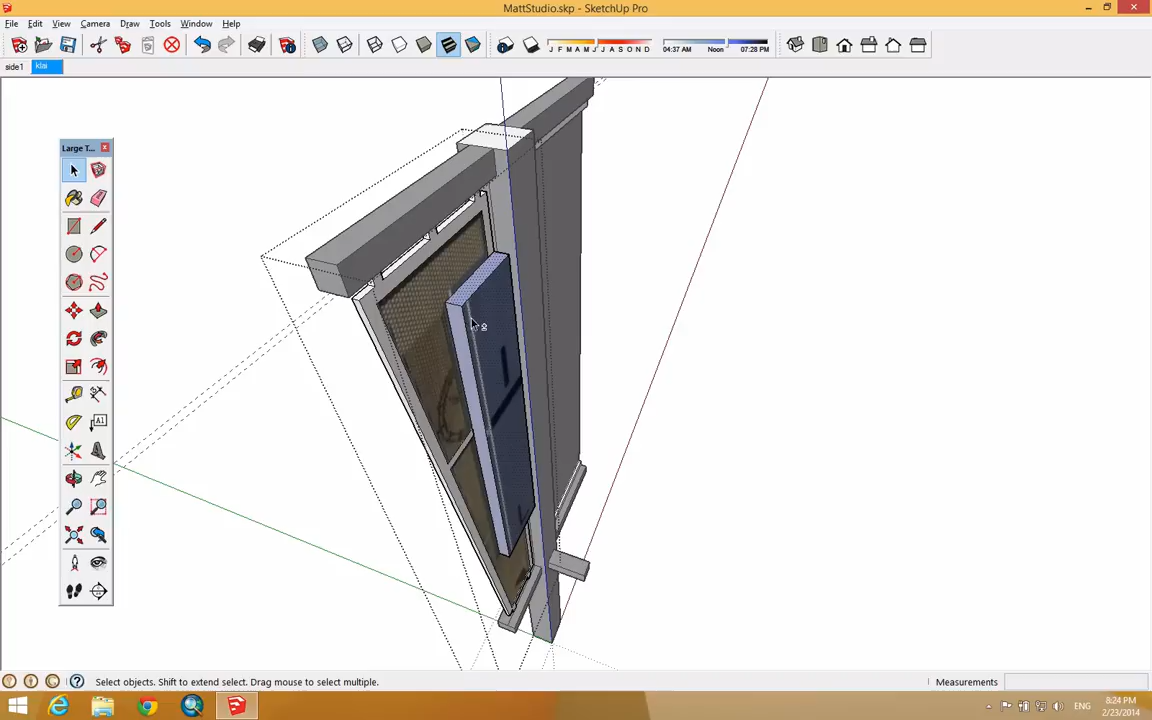 MattStudio.skp - SketchUp Pro
File Edit View Camera Draw Tools Window Help
J F M A M J J A S O N D
04:37 AM Noon 07:28 PM
side1 klai
Large T...
A1
Select objects. Shift to extend select. Drag mouse to select multiple.
Measurements
ENG
8:24 PM
2/23/2014